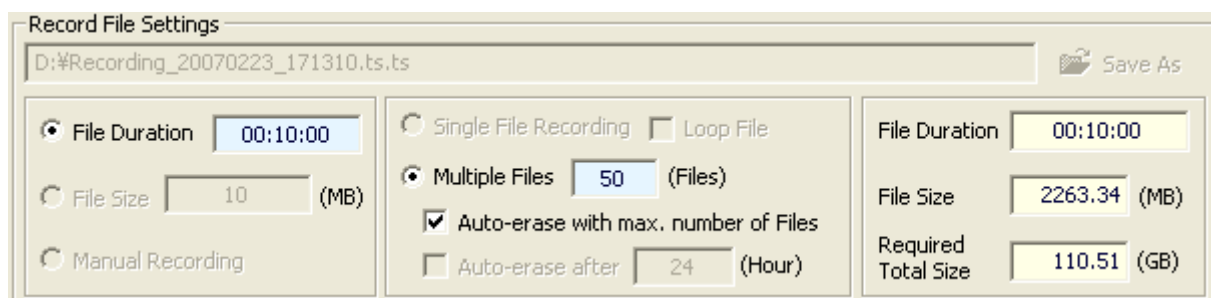 Record File Settings
D:¥Recording_20070223_171310.ts.ts Save As
File Duration 00:10:00
File Size 10 (MB)
Manual Recording
Single File Recording Loop File
Multiple Files 50 (Files)
Auto-erase with max. number of Files
Auto-erase after 24 (Hour)
File Duration 00:10:00
File Size 2263.34 (MB)
Required
Total Size 110.51 (GB)